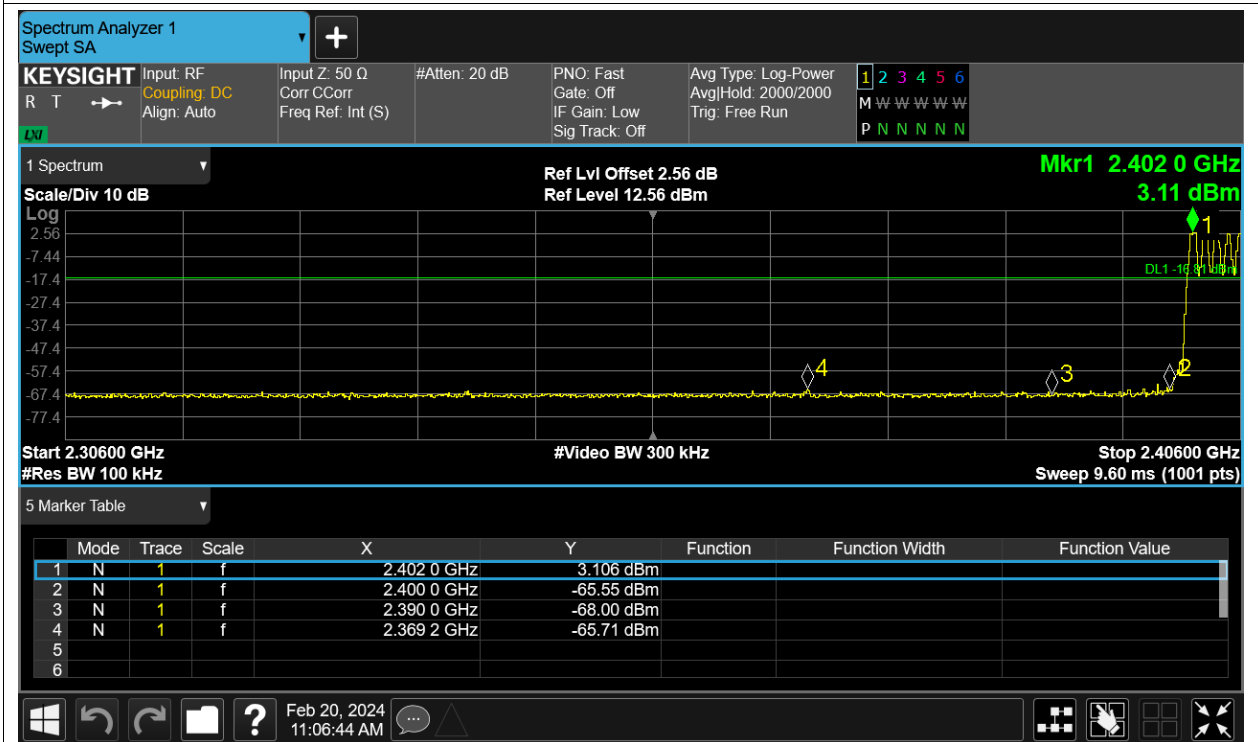 Spectrum Analyzer 1
Swept SA
+
KEYSIGHT Input: RF Input Z: 50 Ω #Atten: 20 dB PNO: Fast Avg Type: Log-Power 1 2 3 4 5 6
R T Coupling: DC Corr CCorr Gate: Off Avg|Hold: 2000/2000 M W W W W W
Align: Auto Freq Ref: Int (S) IF Gain: Low Trig: Free Run
LXI Sig Track: Off P N N N N N
1 Spectrum Ref Lvl Offset 2.56 dB Mkr1 2.402 0 GHz
Scale/Div 10 dB Ref Level 12.56 dBm 3.11 dBm
Log
1
2.56
-7.44
DL1 -16.81 dBm
-17.4
-27.4
-37.4
-47.4
-57.4
4 3 2
-67.4
-77.4
Start 2.30600 GHz #Video BW 300 kHz Stop 2.40600 GHz
#Res BW 100 kHz Sweep 9.60 ms (1001 pts)
5 Marker Table
Mode Trace Scale X Y Function Function Width Function Value
1 N 1 f 2.402 0 GHz 3.106 dBm
2 N 1 f 2.400 0 GHz -65.55 dBm
3 N 1 f 2.390 0 GHz -68.00 dBm
4 N 1 f 2.369 2 GHz -65.71 dBm
5
6
? Feb 20, 2024
11:06:44 AM